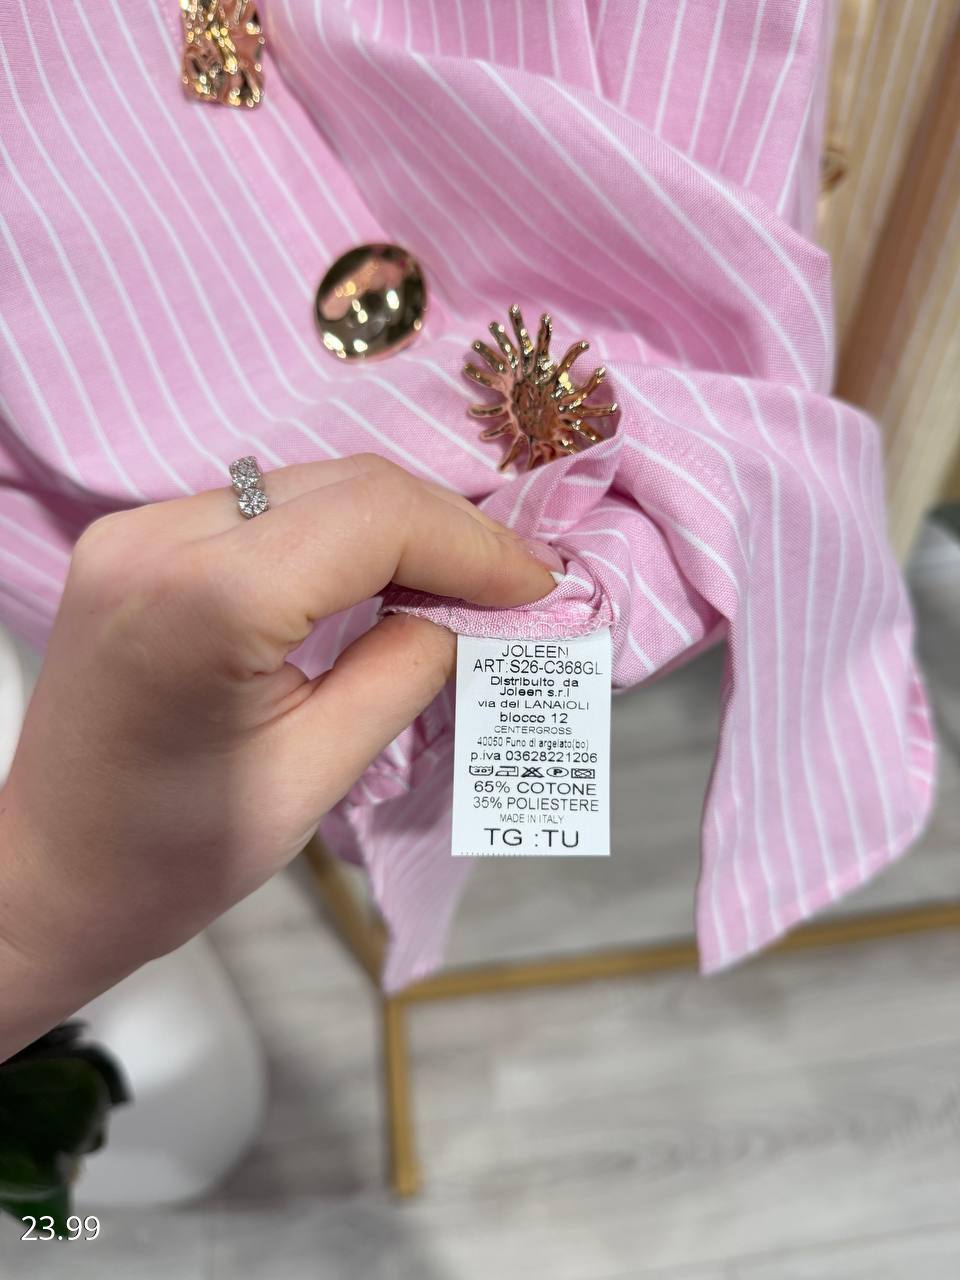 JOLEEN
ART:S26-C368GL
Distribuito da
Joleen s.r.l
via dei LANAIOLI
blocco 12
CENTERGROSS
40050 Funo di argelato(bo)
p.iva 03628221206
65% COTONE
35% POLIESTERE
MADE IN ITALY
TG :TU
23.99